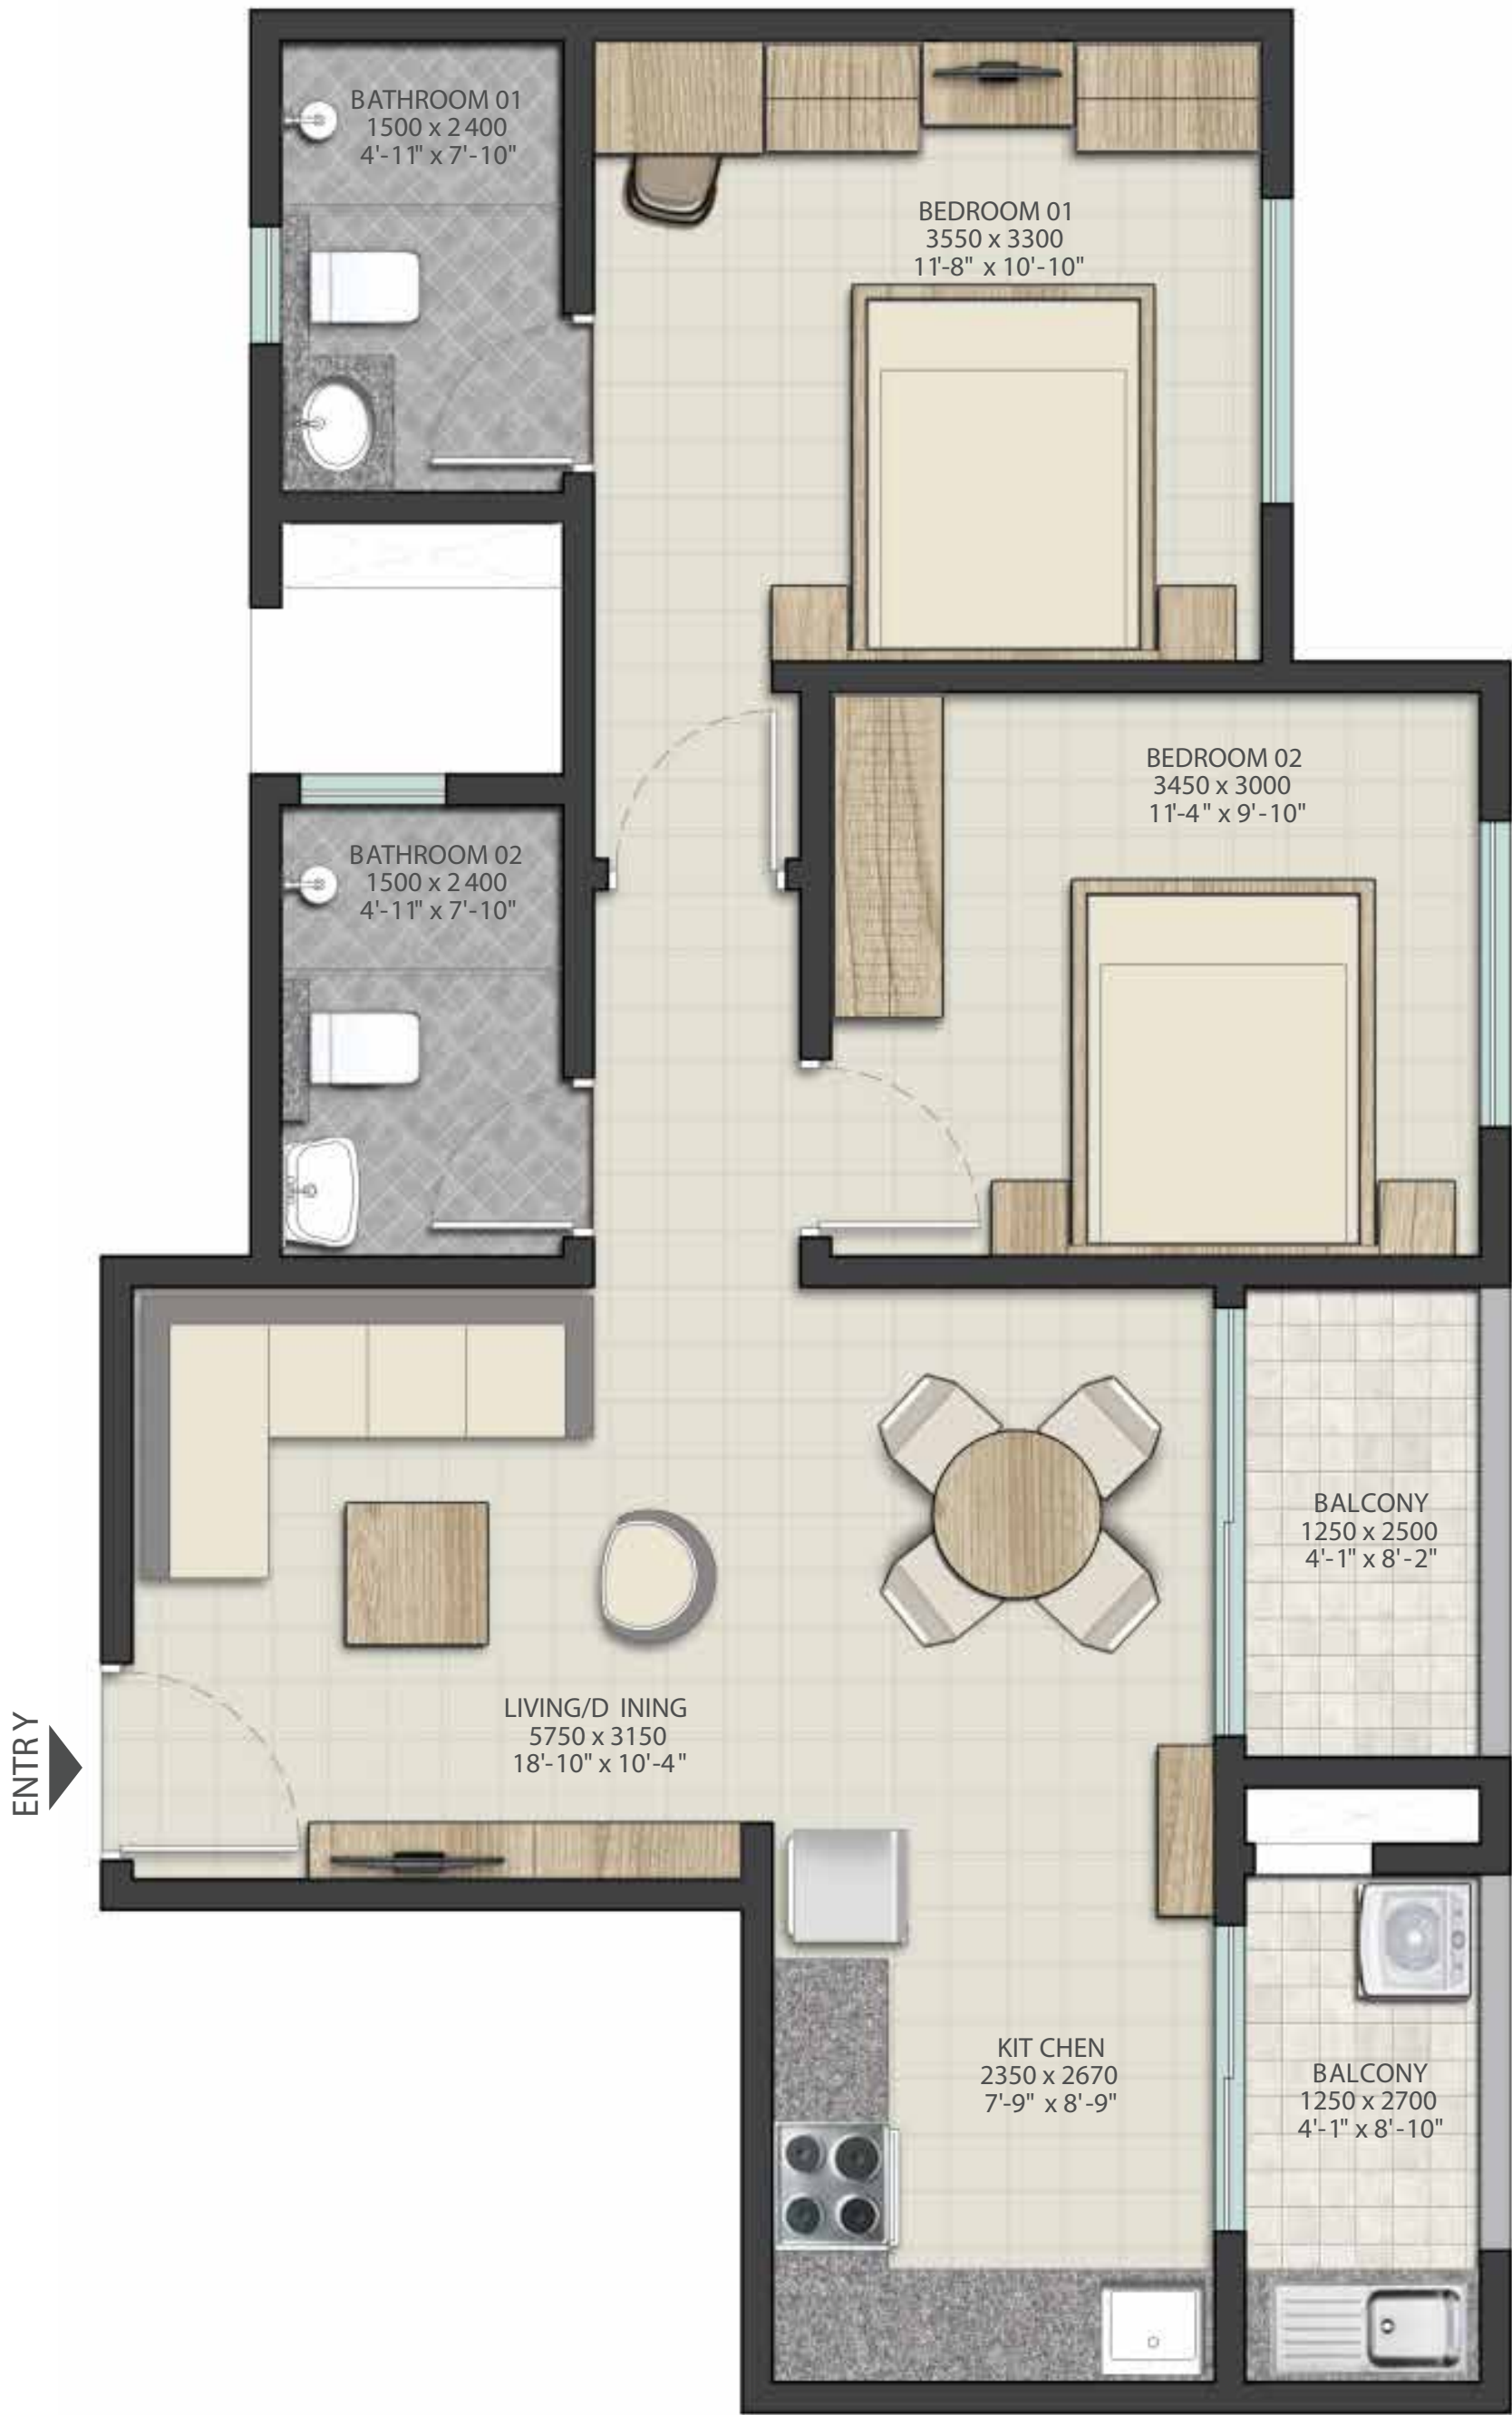 BATHROOM 01
1500 x 2400
4'-11" x 7'-10"
BEDROOM 01
3550 x 3300
11'-8" x 10'-10"
BEDROOM 02
3450 x 3000
11'-4" x 9'-10"
BATHROOM 02
1500 x 2400
4'-11" x 7'-10"
BALCONY
1250 x 2500
4'-1" x 8'-2"
LIVING/DINING
5750 x 3150
18'-10" x 10'-4"
ENTRY
KITCHEN
2350 x 2670
7'-9" x 8'-9"
BALCONY
1250 x 2700
4'-1" x 8'-10"